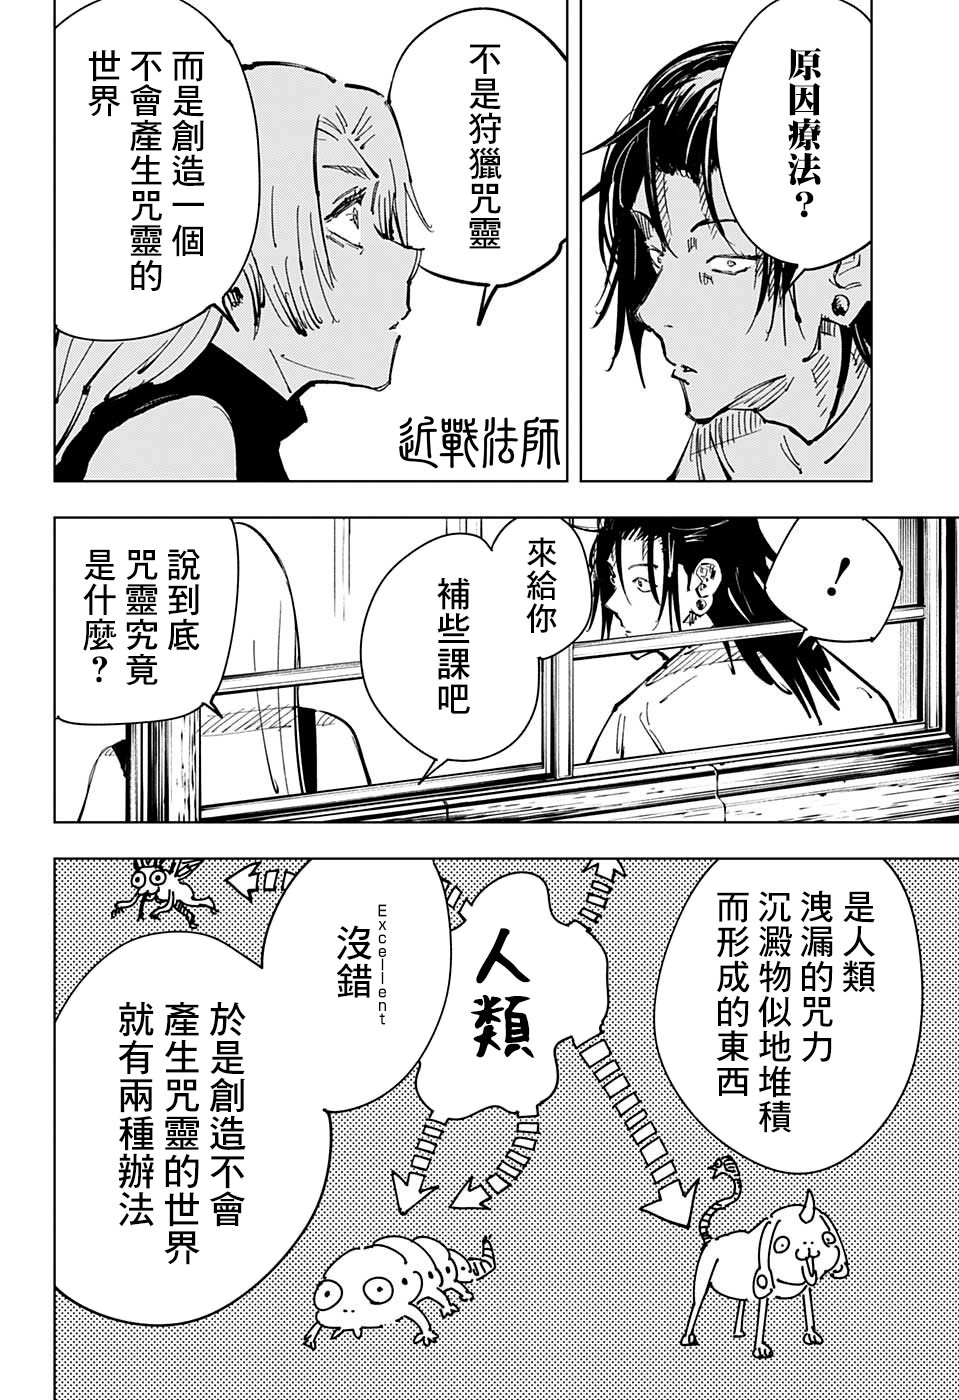 原因療法？
不是狩獵咒靈
而是創造一個
不會產生咒靈的
世界
近戰法師
！
來給你
補些課吧
說到底
咒靈究竟
是什麼？
是人類
洩漏的咒力
沉澱物似地堆積
而形成的東西
人類
Excellent
沒錯
於是創造不會
產生咒靈的世界
就有兩種辦法